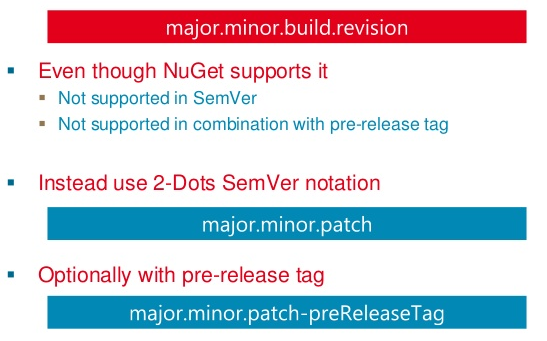 major.minor.build.revision
Even though NuGet supports it
Not supported in SemVer
Not supported in combination with pre-release tag
Instead use 2-Dots SemVer notation
major.minor.patch
Optionally with pre-release tag
major.minor.patch-preReleaseTag